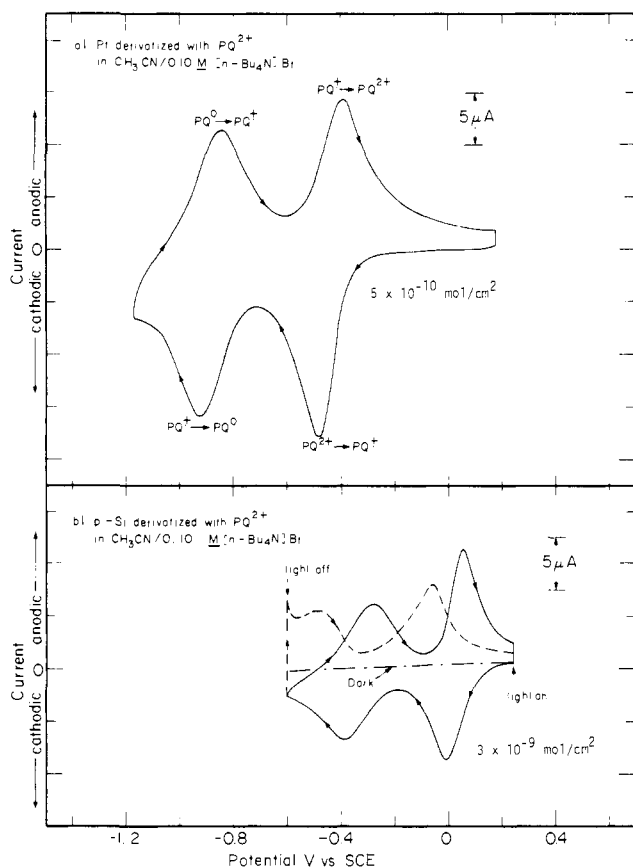 a) Pt derivatized with PQ²⁺
in CH₃CN/0.10 M [n-Bu₄N]Br
PQ⁺ → PQ²⁺
PQ⁰ → PQ⁺
5 μA
Current
← cathodic O anodic →
5 x 10⁻¹⁰ mol/cm²
PQ⁺ → PQ⁰
PQ²⁺ → PQ⁺
b) p-Si derivatized with PQ²⁺
in CH₃CN/0.10 M [n-Bu₄N]Br
light off
5 μA
Current
← cathodic O anodic →
Dark
light on
3 x 10⁻⁹ mol/cm²
-1.2 -0.8 -0.4 0 0.4
Potential V vs SCE